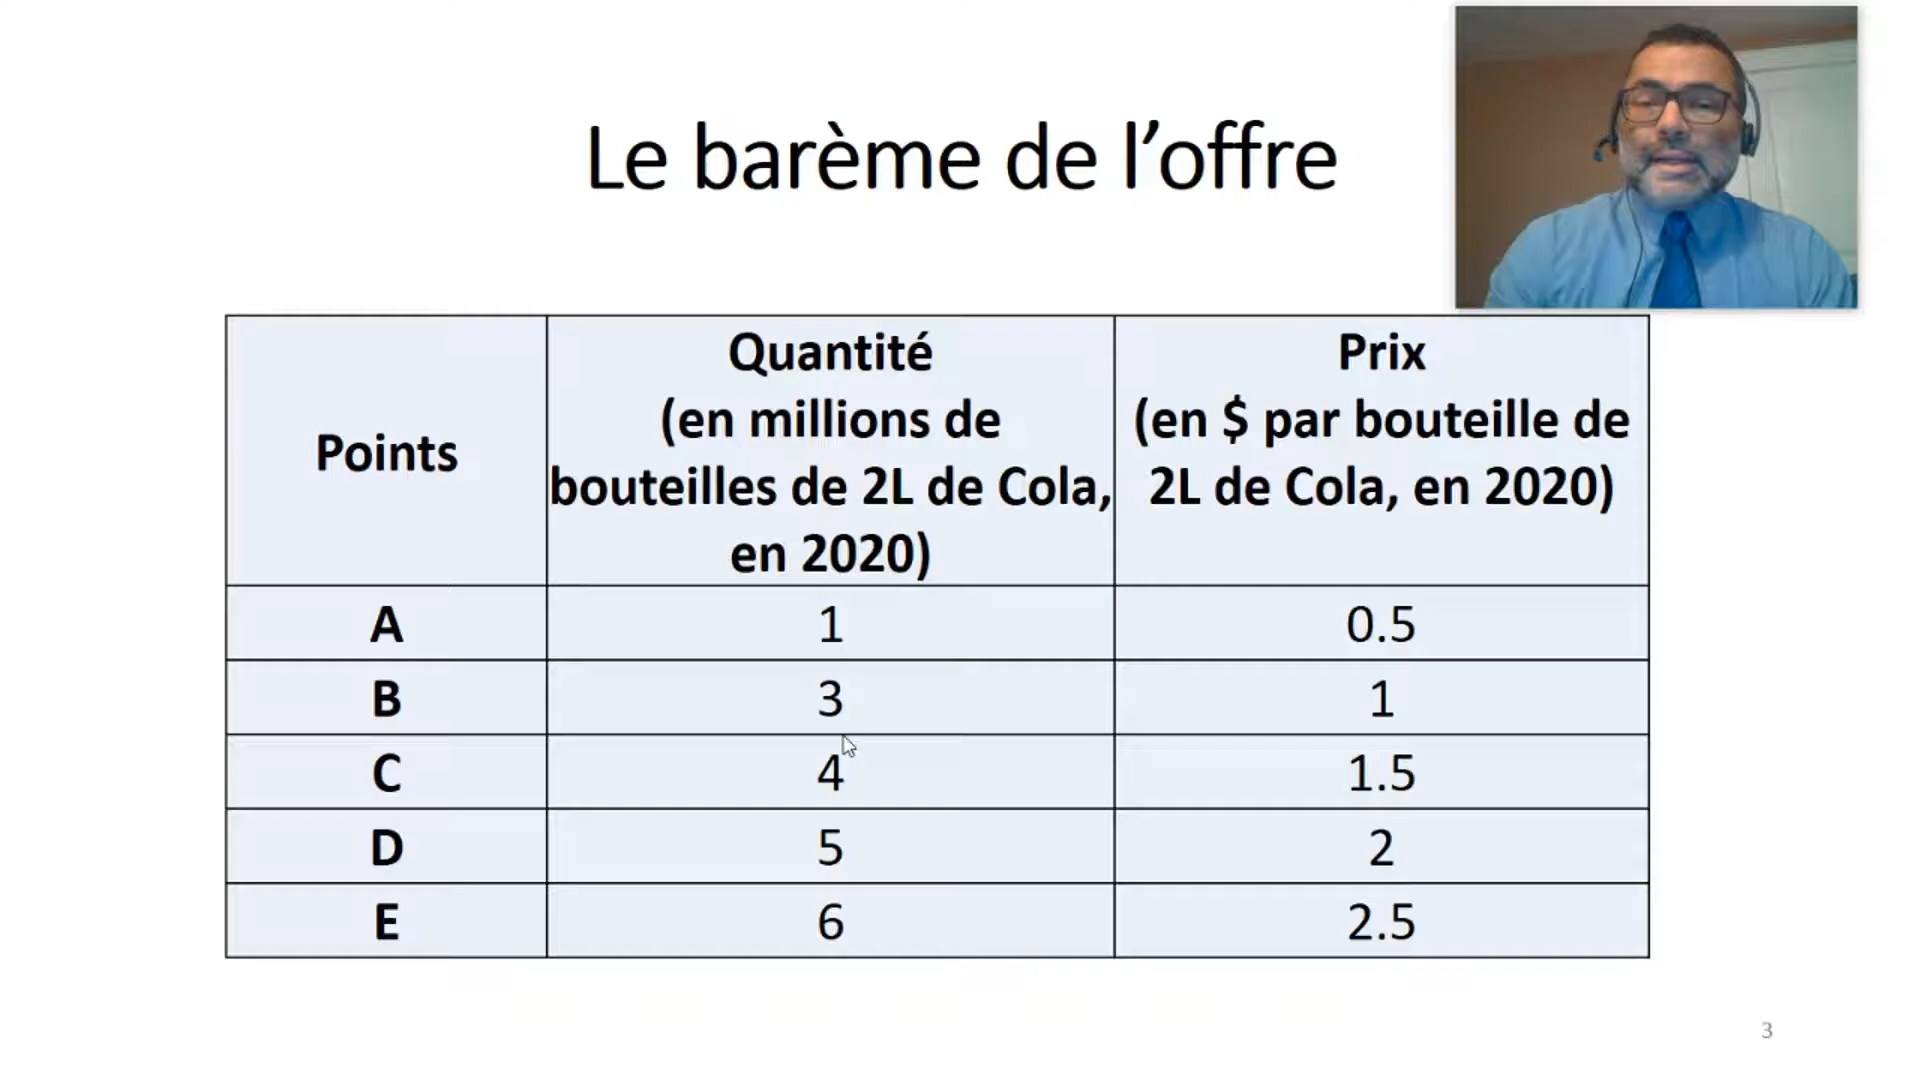 Le barème de l’offre
Points
Quantité
(en millions de
bouteilles de 2L de Cola,
en 2020)
Prix
(en $ par bouteille de
2L de Cola, en 2020)
A 1 0.5
B 3 1
C 4 1.5
D 5 2
E 6 2.5
3